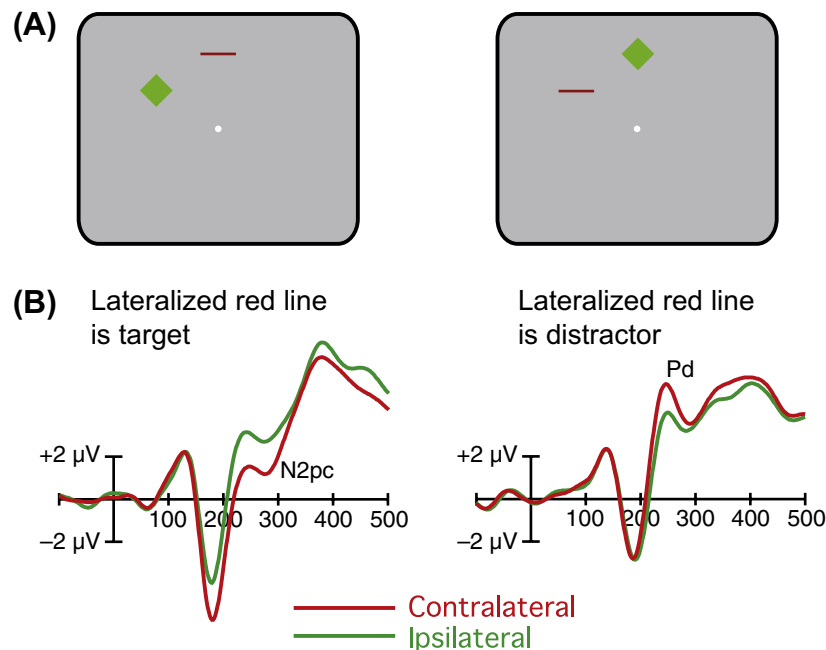 (A)
(B)
Lateralized red line
is target
Lateralized red line
is distractor
+2 µV
−2 µV
N2pc
100 200 300 400 500
+2 µV
−2 µV
Pd
100 200 300 400 500
Contralateral
Ipsilateral